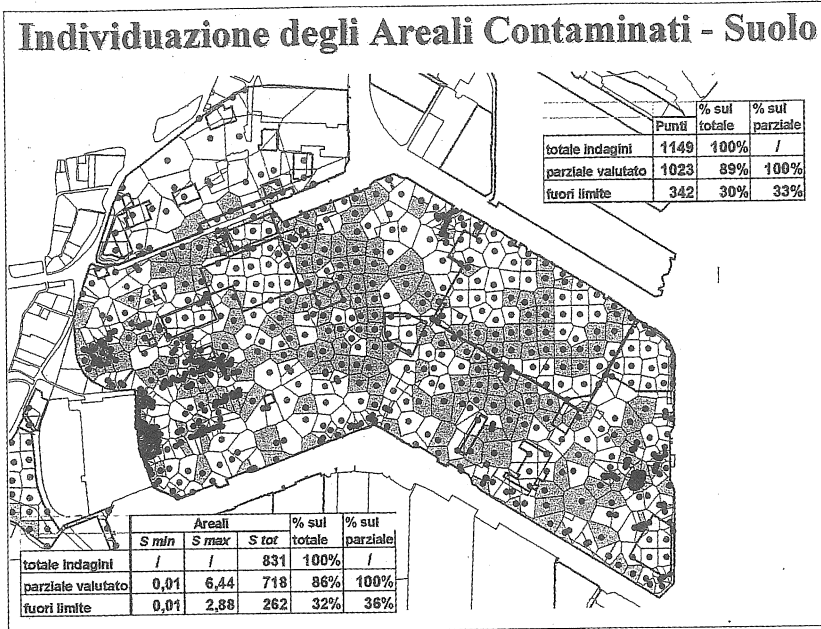 Individuazione degli Areali Contaminati - Suolo
Punti % sul totale % sul parziale
totale indagini 1149 100% /
parziale valutato 1023 89% 100%
fuori limite 342 30% 33%
Areali % sul totale % sul parziale
S min S max S tot
totale indagini / / 831 100% /
parziale valutato 0,01 6,44 718 86% 100%
fuori limite 0,01 2,88 262 32% 36%